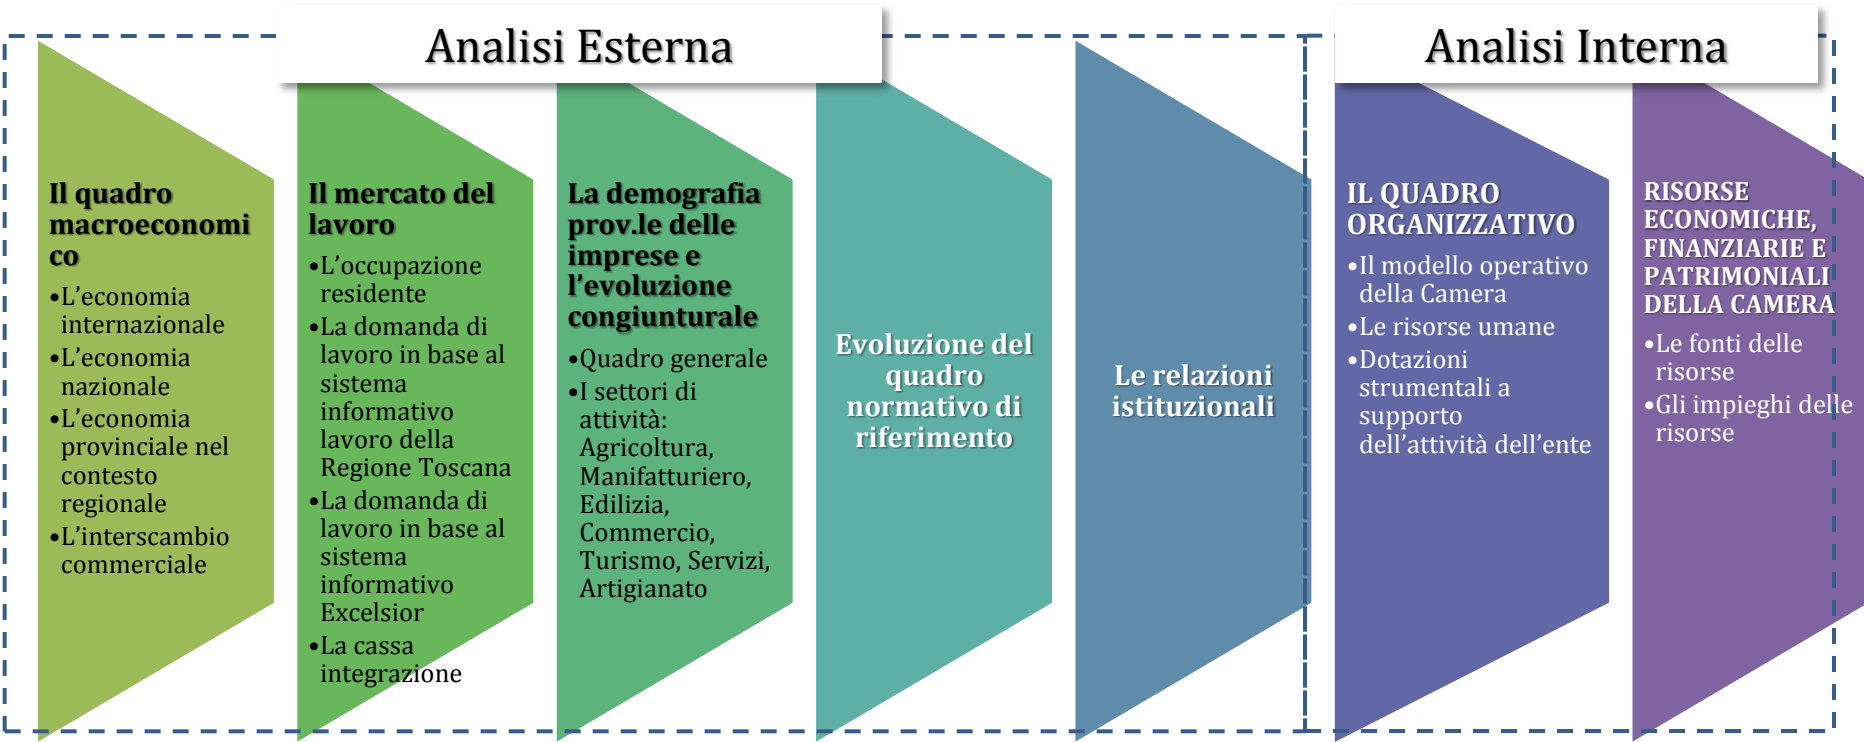 Analisi Esterna
Analisi Interna
Il quadro
macroeconomi
co
•L'economia
internazionale
•L'economia
nazionale
•L'economia
provinciale nel
contesto
regionale
•L'interscambio
commerciale
Il mercato del
lavoro
•L'occupazione
residente
•La domanda di
lavoro in base al
sistema
informativo
lavoro della
Regione Toscana
•La domanda di
lavoro in base al
sistema
informativo
Excelsior
•La cassa
integrazione
La demografia
prov.le delle
imprese e
l'evoluzione
congiunturale
•Quadro generale
•I settori di
attività:
Agricoltura,
Manifatturiero,
Edilizia,
Commercio,
Turismo, Servizi,
Artigianato
Evoluzione del
quadro
normativo di
riferimento
Le relazioni
istituzionali
IL QUADRO
ORGANIZZATIVO
•Il modello operativo
della Camera
•Le risorse umane
•Dotazioni
strumentali a
supporto
dell'attività dell'ente
RISORSE
ECONOMICHE,
FINANZIARIE E
PATRIMONIALI
DELLA CAMERA
•Le fonti delle
risorse
•Gli impieghi delle
risorse